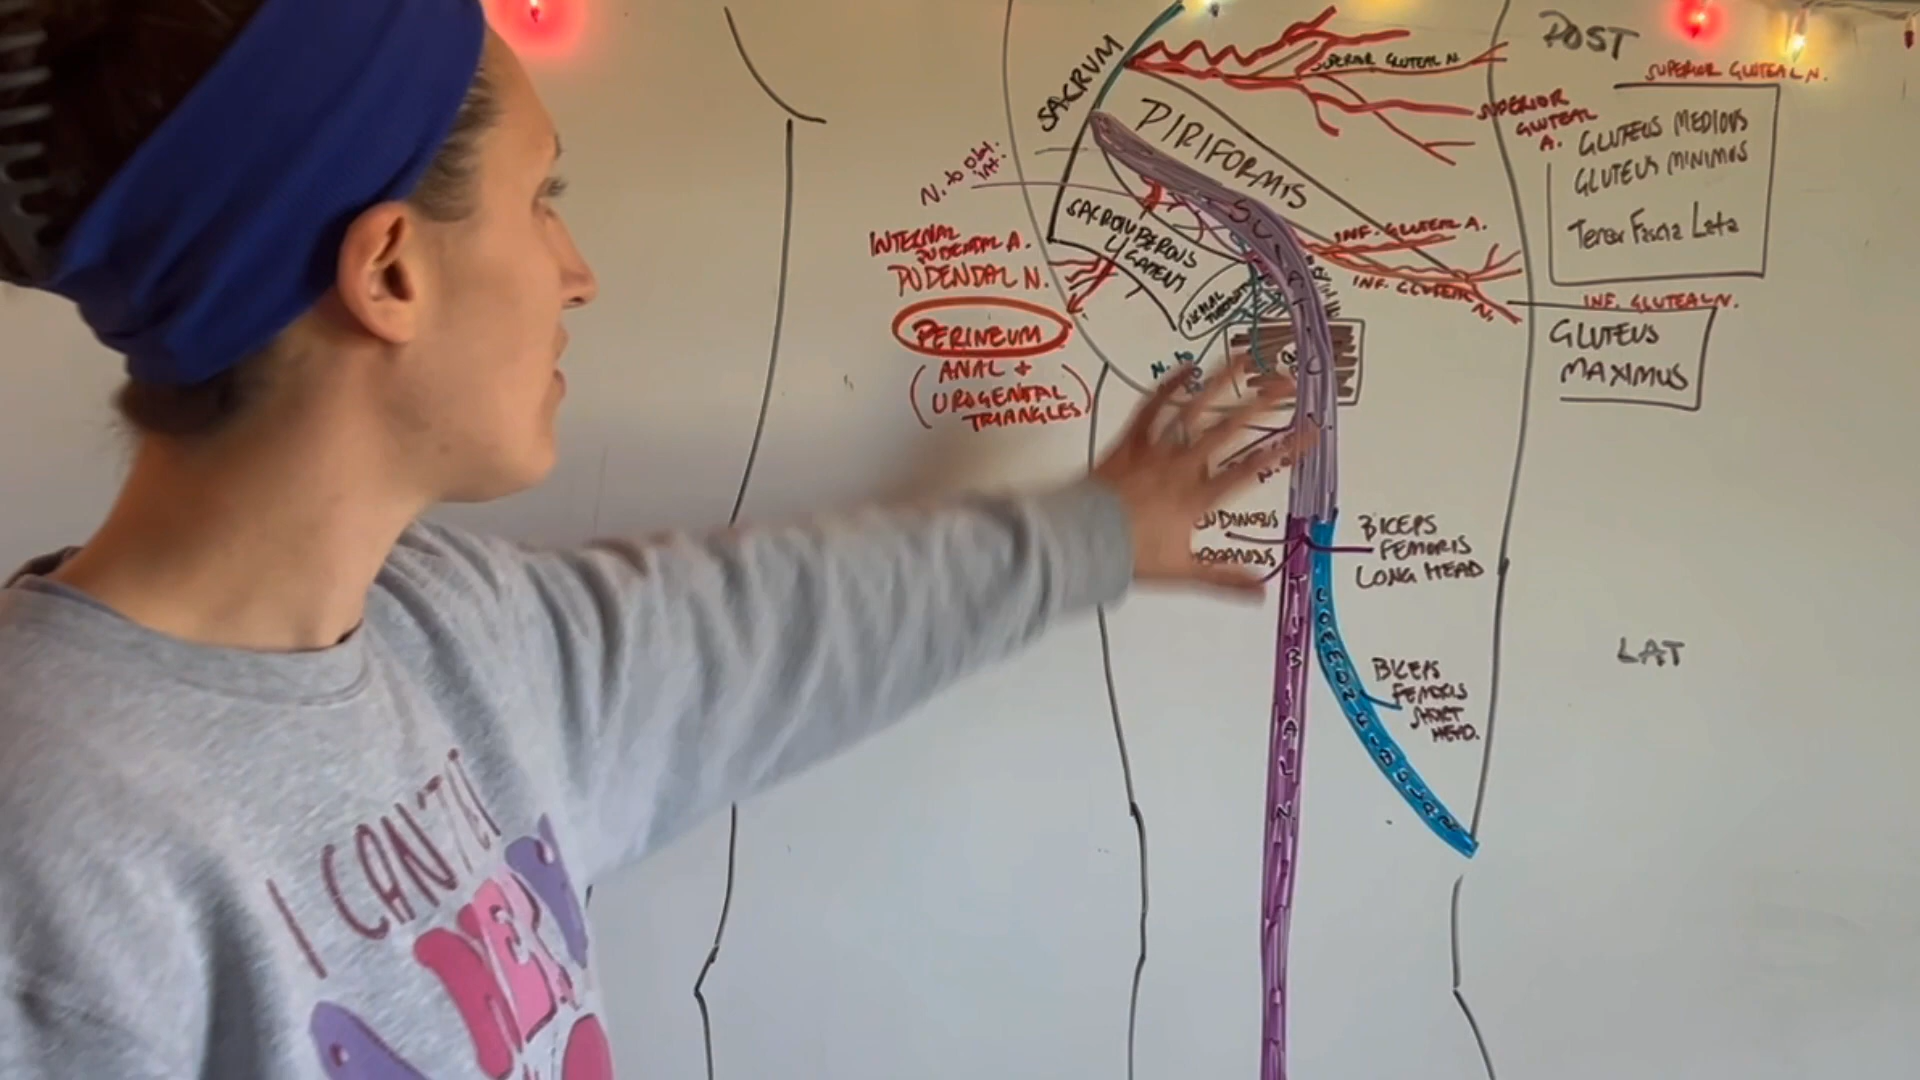 POST
SACRUM
SUPERIOR GLUTEAL N.
SUPERIOR GLUTEAL N.
SUPERIOR
GLUTEAL
A.
PIRIFORMIS
GLUTEUS MEDIUS
GLUTEUS MINIMUS
Tensor Fascia Lata
N. to Obt.
int.
SACROTUBEROUS
LIGAMENT
INTERNAL
PUDENDAL A.
PUDENDAL N.
INF. GLUTEAL A.
INF. GLUTEAL
N.
INF. GLUTEAL N.
GLUTEUS
MAXIMUS
PERINEUM
(ANAL +
UROGENITAL
TRIANGLES)
N. to
BICEPS
FEMORIS
LONG HEAD
TIBIAL N.
LAT
BICEPS
FEMORIS
SHORT
HEAD.
I CAN'T